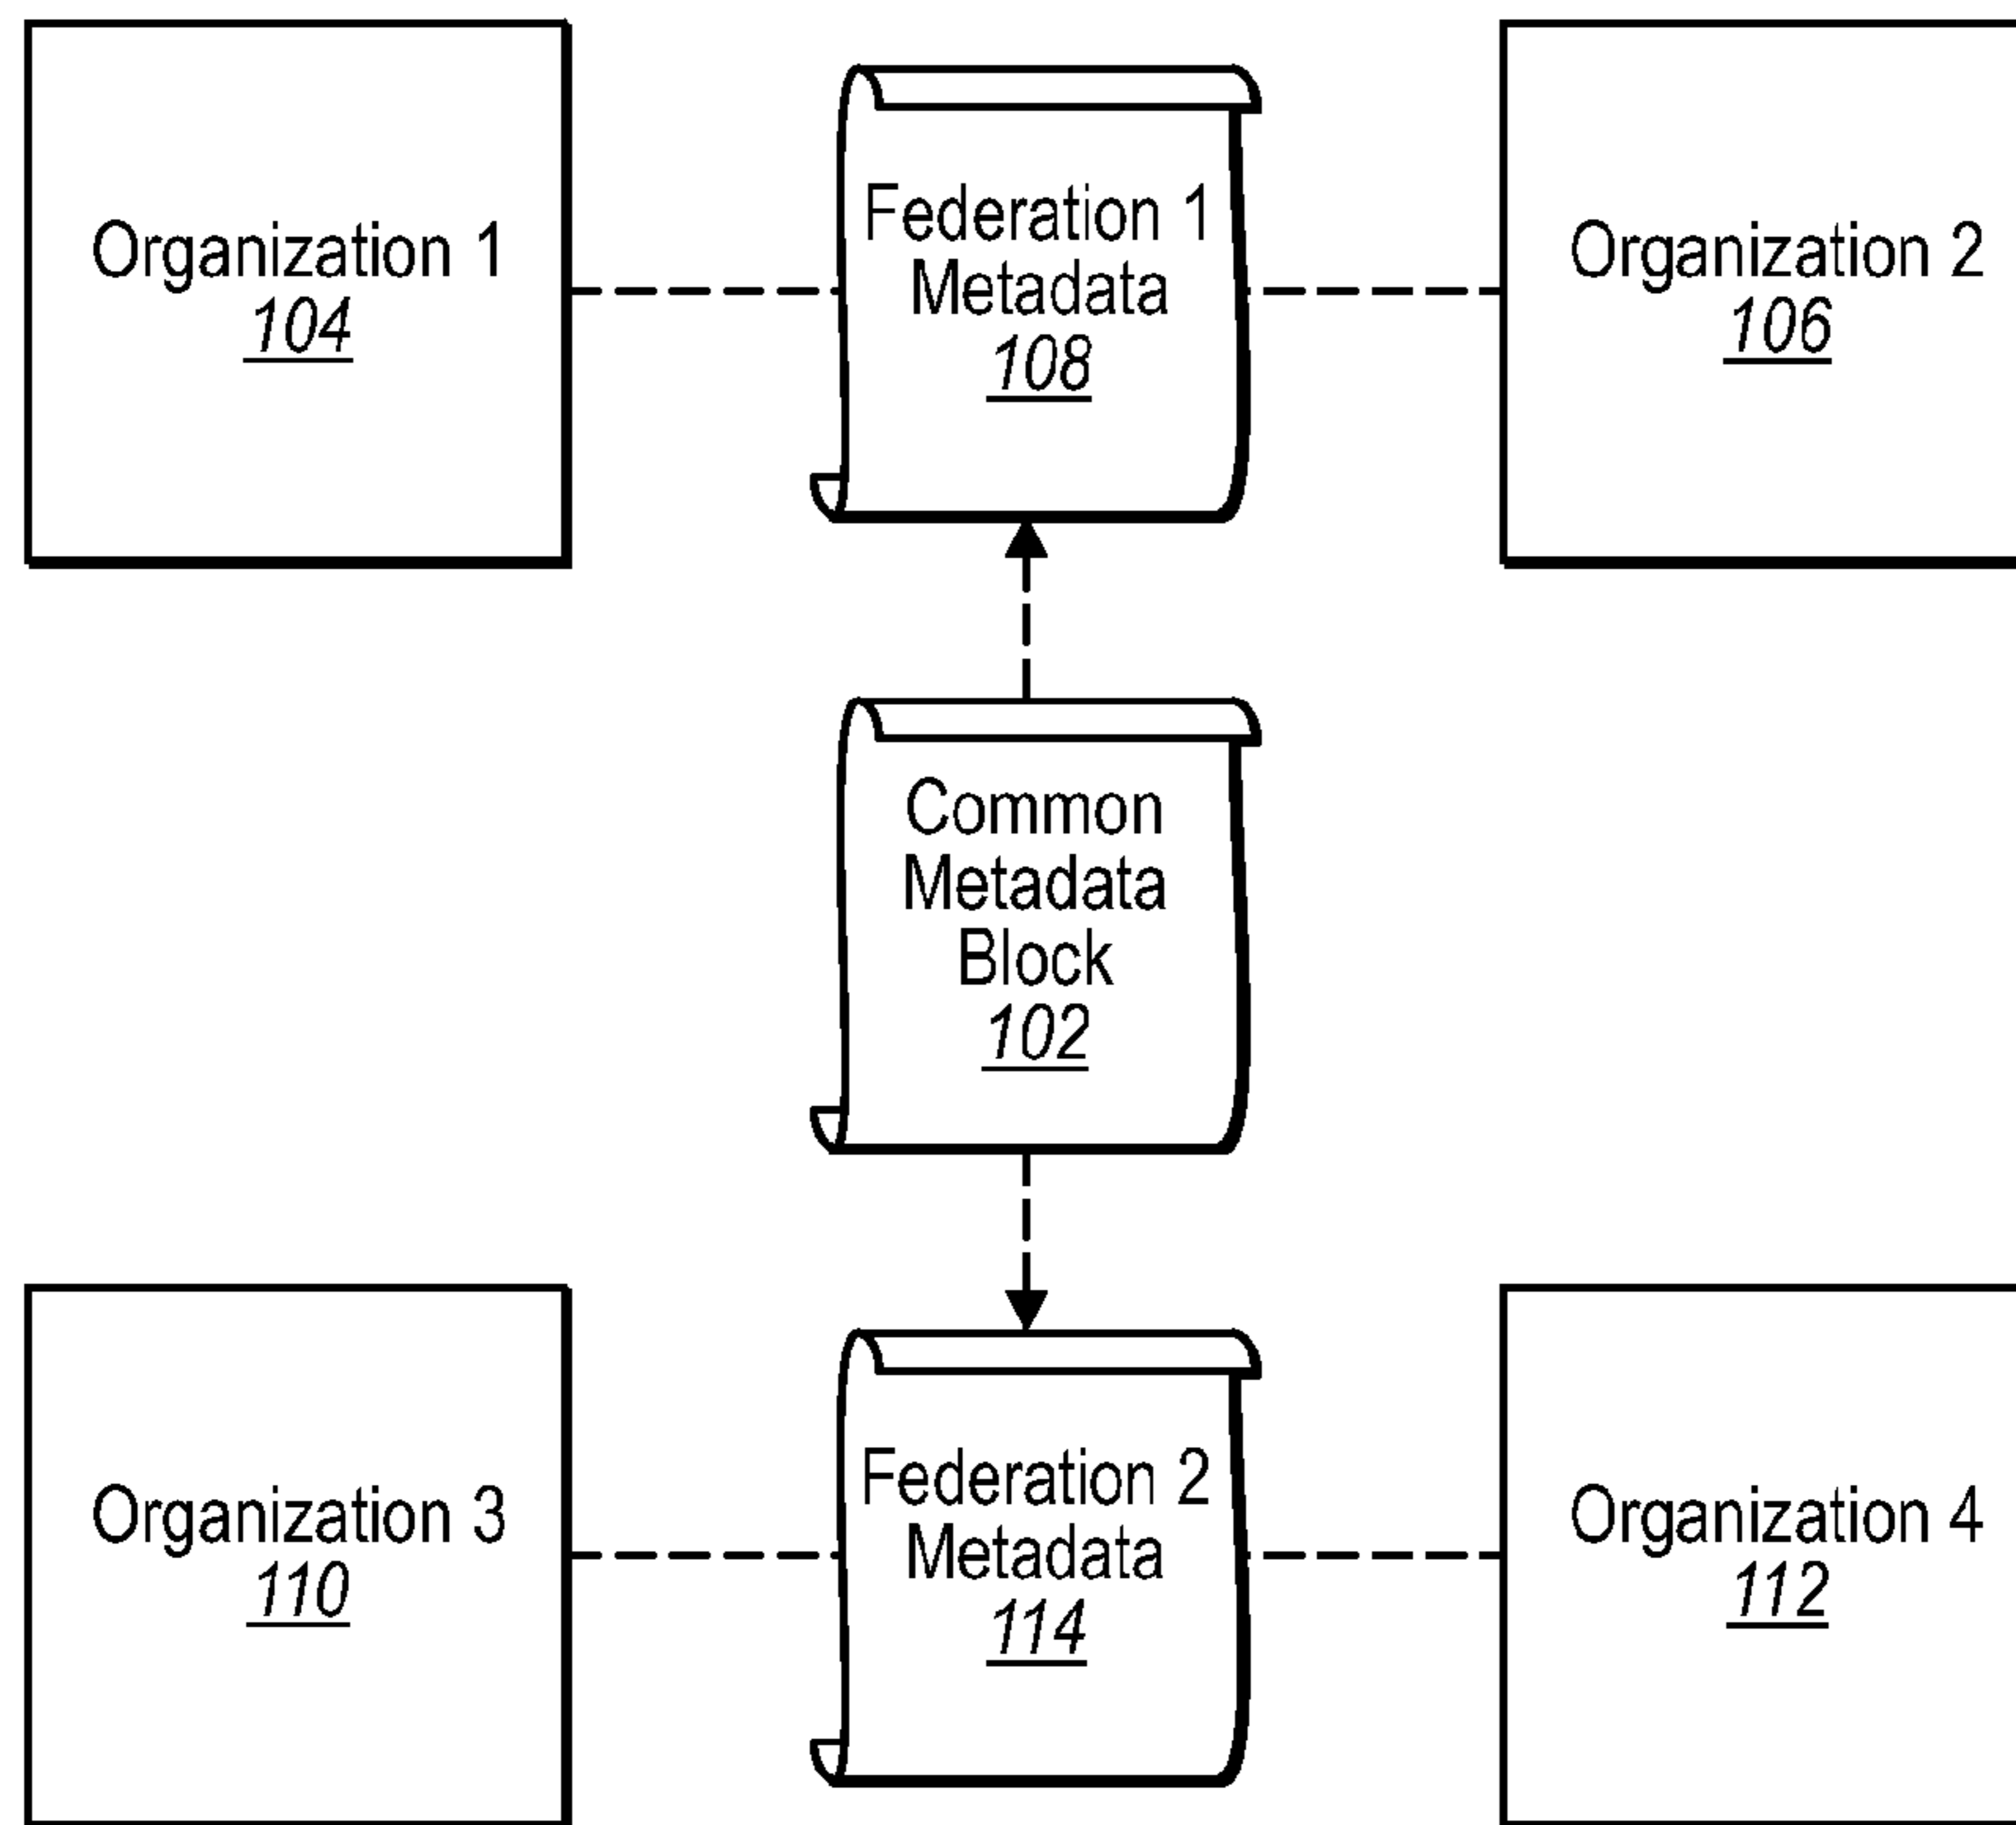 Organization 1
104
Federation 1
Metadata
108
Organization 2
106
Common
Metadata
Block
102
Organization 3
110
Federation 2
Metadata
114
Organization 4
112